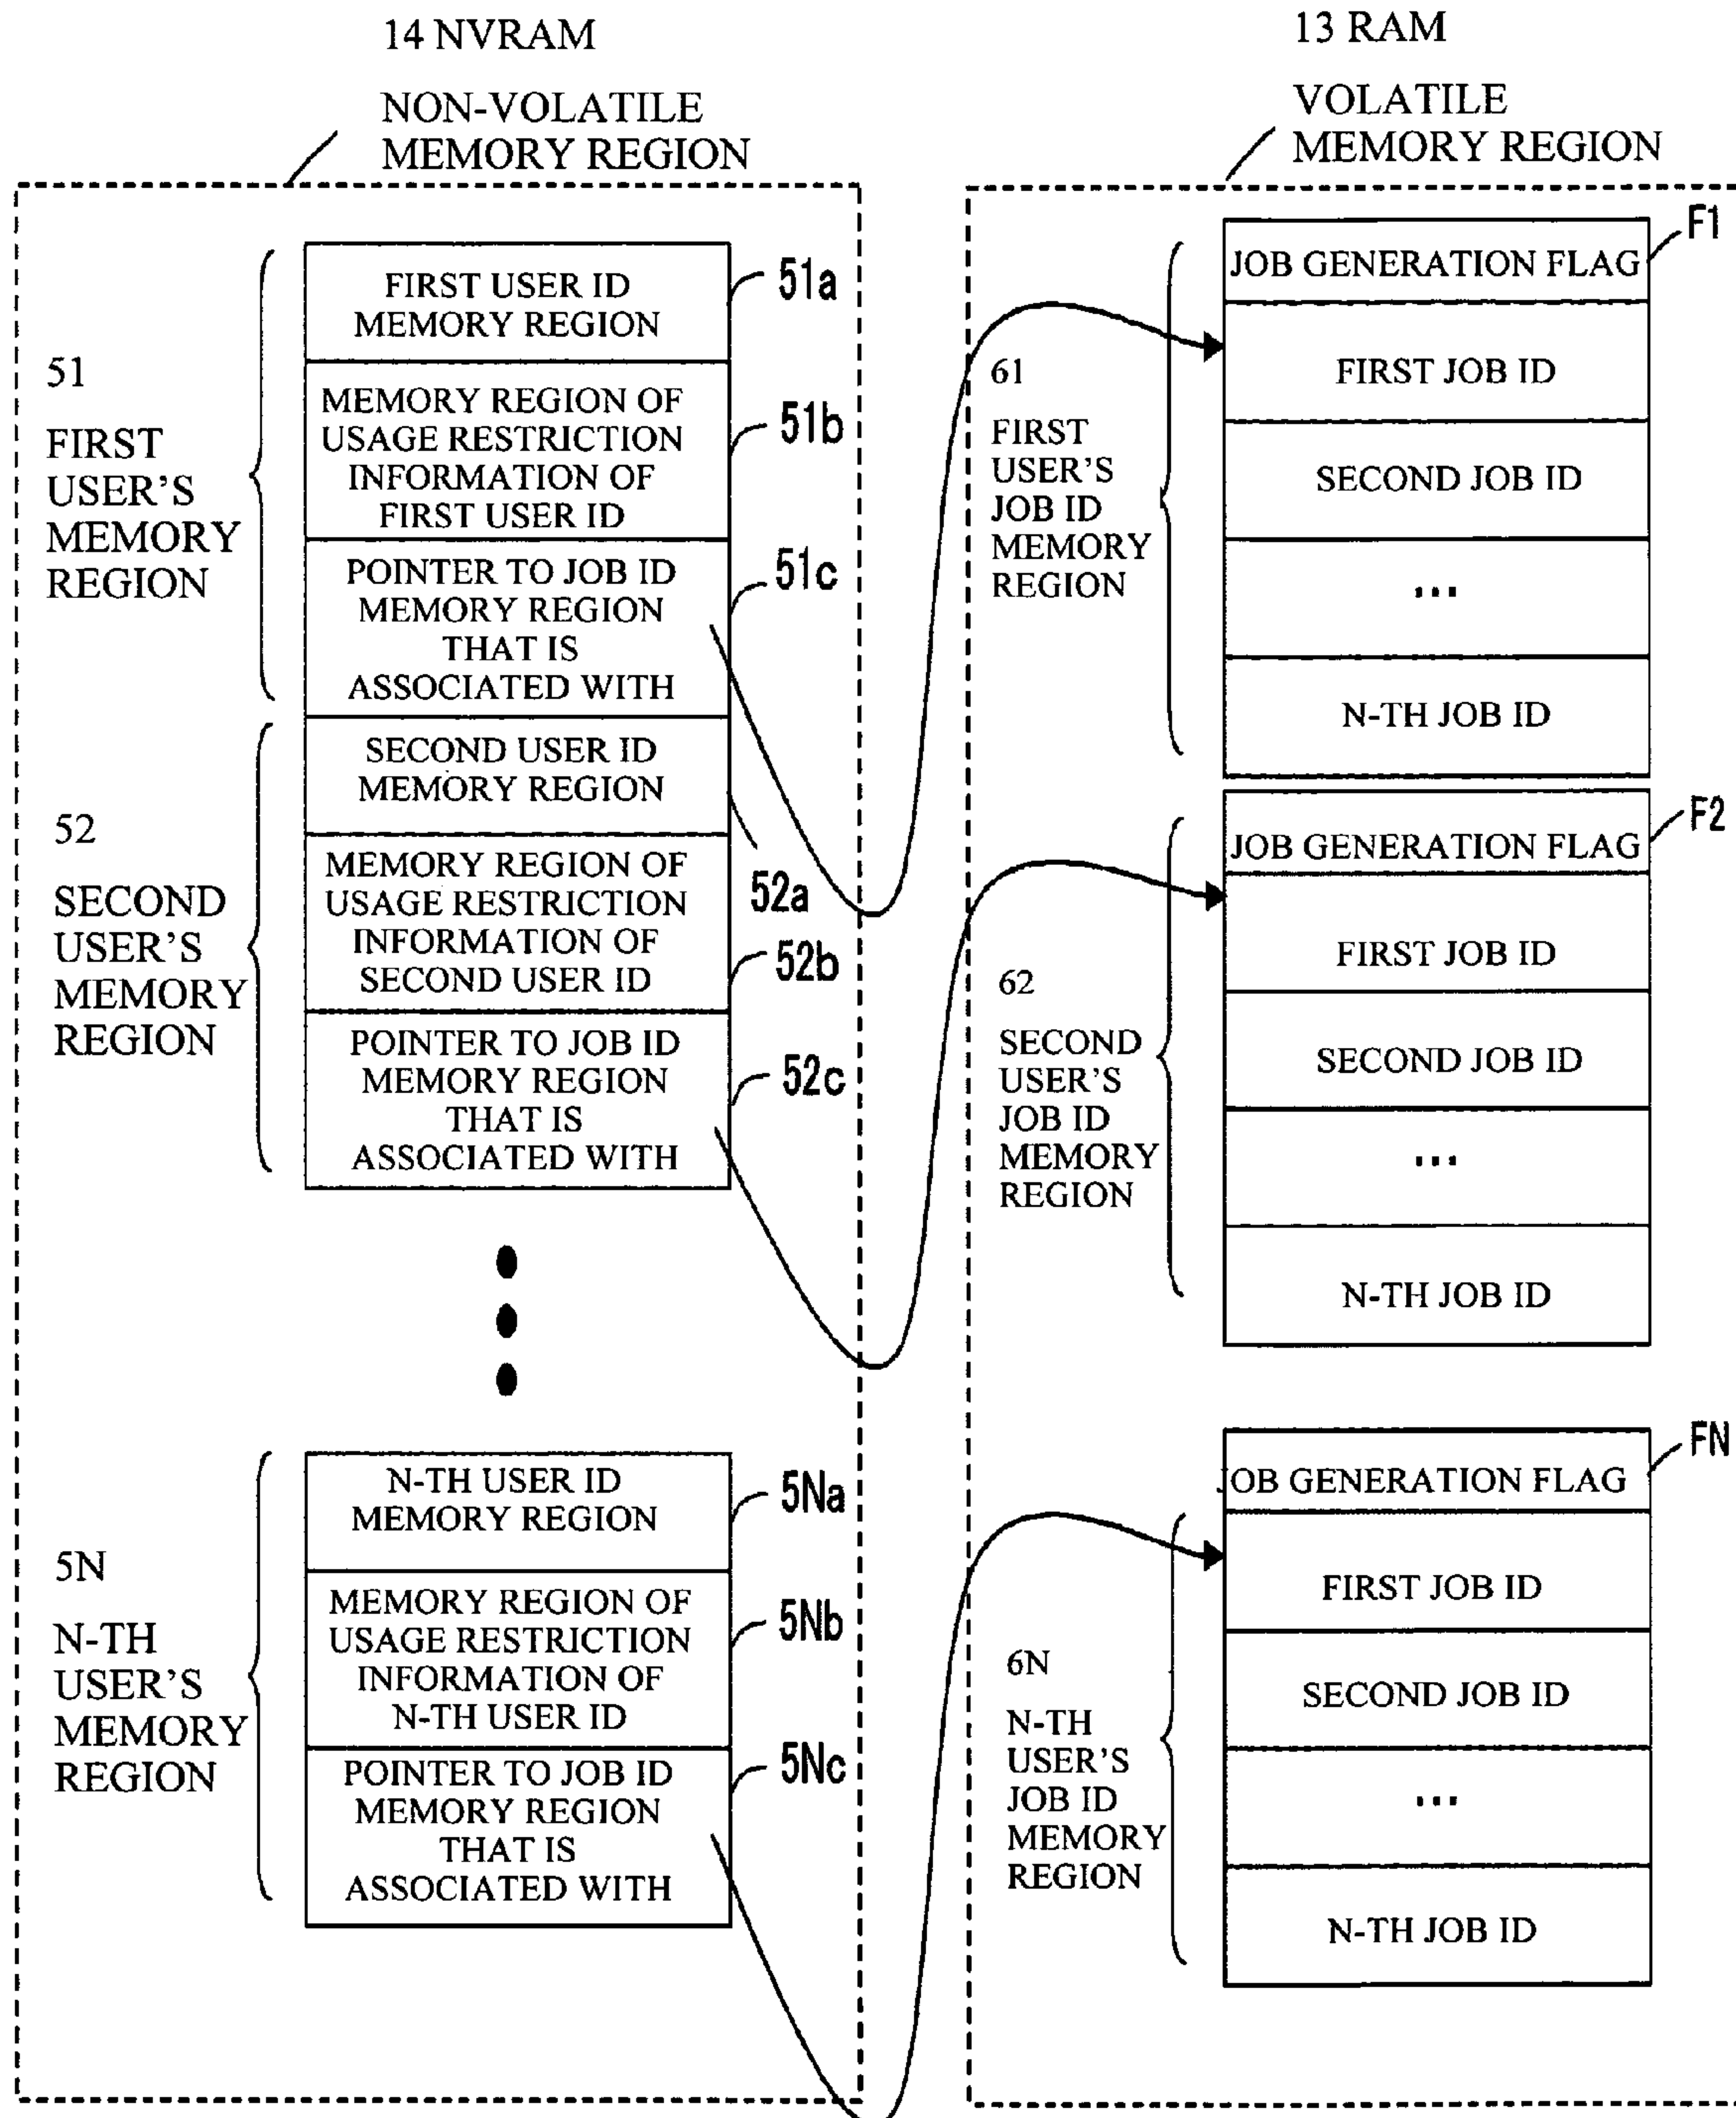 14 NVRAM
NON-VOLATILE
MEMORY REGION
51
FIRST
USER'S
MEMORY
REGION
FIRST USER ID
MEMORY REGION
51a
MEMORY REGION OF
USAGE RESTRICTION
INFORMATION OF
FIRST USER ID
51b
POINTER TO JOB ID
MEMORY REGION
THAT IS
ASSOCIATED WITH
51c
52
SECOND
USER'S
MEMORY
REGION
SECOND USER ID
MEMORY REGION
52a
MEMORY REGION OF
USAGE RESTRICTION
INFORMATION OF
SECOND USER ID
52b
POINTER TO JOB ID
MEMORY REGION
THAT IS
ASSOCIATED WITH
52c
5N
N-TH
USER'S
MEMORY
REGION
N-TH USER ID
MEMORY REGION
5Na
MEMORY REGION OF
USAGE RESTRICTION
INFORMATION OF
N-TH USER ID
5Nb
POINTER TO JOB ID
MEMORY REGION
THAT IS
ASSOCIATED WITH
5Nc
13 RAM
VOLATILE
MEMORY REGION
61
FIRST
USER'S
JOB ID
MEMORY
REGION
JOB GENERATION FLAG
F1
FIRST JOB ID
SECOND JOB ID
...
N-TH JOB ID
62
SECOND
USER'S
JOB ID
MEMORY
REGION
JOB GENERATION FLAG
F2
FIRST JOB ID
SECOND JOB ID
...
N-TH JOB ID
6N
N-TH
USER'S
JOB ID
MEMORY
REGION
JOB GENERATION FLAG
FN
FIRST JOB ID
SECOND JOB ID
...
N-TH JOB ID